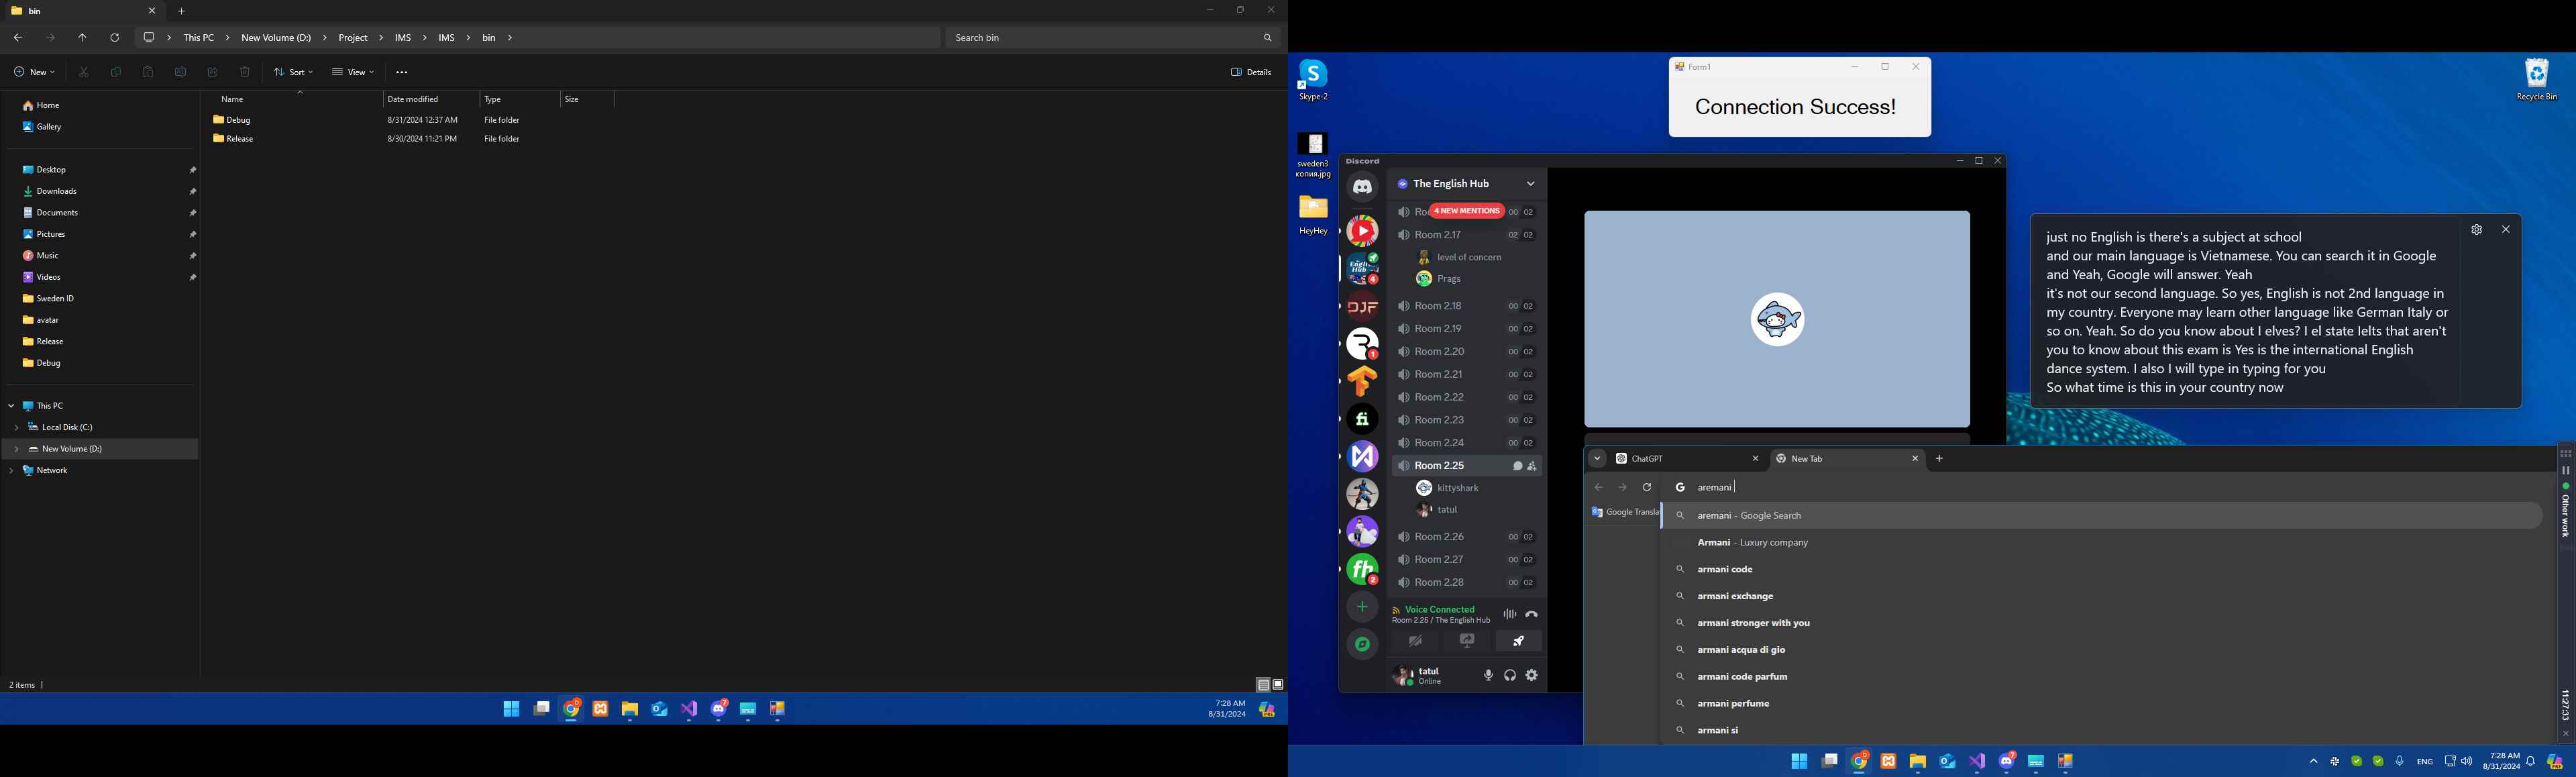 bin
This PC
New Volume (D:)
Project
IMS
IMS
bin
Search bin
New
Sort
View
Details
Home
Gallery
Desktop
Downloads
Documents
Pictures
Music
Videos
Sweden ID
avatar
Release
Debug
This PC
Local Disk (C:)
New Volume (D:)
Network
Name Date modified Type Size
Debug 8/31/2024 12:37 AM File folder
Release 8/30/2024 11:21 PM File folder
2 items
7:28 AM
8/31/2024
Skype-2
sweden3
копия.jpg
HeyHey
Form1
Connection Success!
Recycle Bin
Discord
The English Hub
4 NEW MENTIONS 00 02
Room 2.17 02 02
level of concern
Prags
Room 2.18 00 02
Room 2.19 00 02
Room 2.20 00 02
Room 2.21 00 02
Room 2.22 00 02
Room 2.23 00 02
Room 2.24 00 02
Room 2.25
kittyshark
tatul
Room 2.26 00 02
Room 2.27 00 02
Room 2.28 00 02
Voice Connected
Room 2.25 / The English Hub
tatul
Online
just no English is there's a subject at school
and our main language is Vietnamese. You can search it in Google
and Yeah, Google will answer. Yeah
it's not our second language. So yes, English is not 2nd language in
my country. Everyone may learn other language like German Italy or
so on. Yeah. So do you know about I elves? I el state Ielts that aren't
you to know about this exam is Yes is the international English
dance system. I also I will type in typing for you
So what time is this in your country now
ChatGPT
New Tab
aremani
Google Transla
aremani - Google Search
Armani - Luxury company
armani code
armani exchange
armani stronger with you
armani acqua di gio
armani code parfum
armani perfume
armani si
Other work
11:27:33
ENG
7:28 AM
8/31/2024